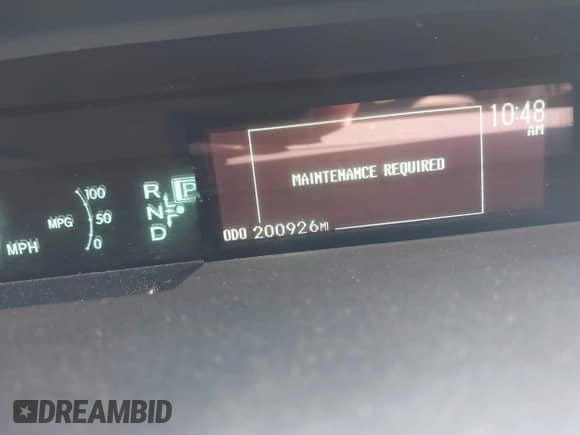 10:48
AM
MAINTENANCE REQUIRED
ODO 200926MI
100
50
0
MPG
MPH
R
N
D
P
DREAMBID